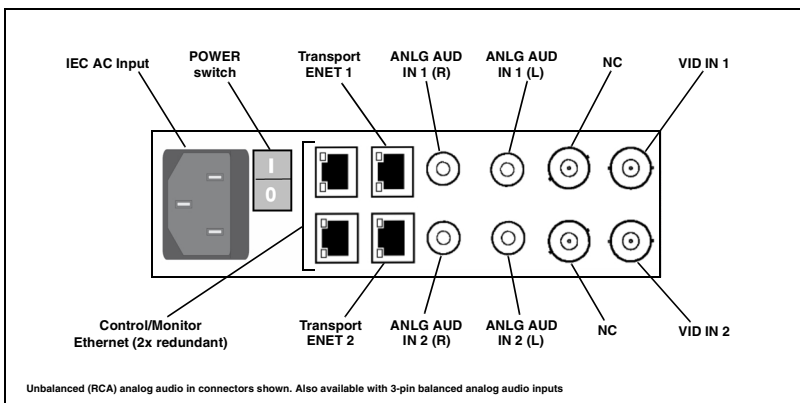 IEC AC Input
POWER
switch
Transport
ENET 1
ANLG AUD
IN 1 (R)
ANLG AUD
IN 1 (L)
NC
VID IN 1
I
0
Control/Monitor
Ethernet (2x redundant)
Transport
ENET 2
ANLG AUD
IN 2 (R)
ANLG AUD
IN 2 (L)
NC
VID IN 2
Unbalanced (RCA) analog audio in connectors shown. Also available with 3-pin balanced analog audio inputs